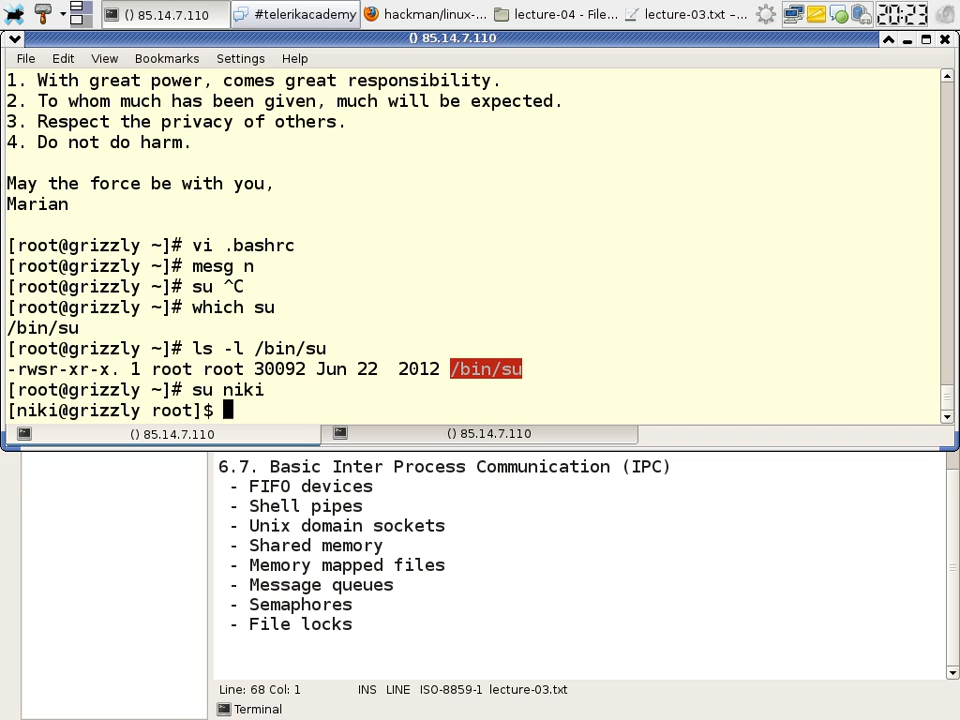 () 85.14.7.110
#telerikacademy
hackman/linux-...
lecture-04 - File...
lecture-03.txt –...
20:23
() 85.14.7.110
File Edit View Bookmarks Settings Help
1. With great power, comes great responsibility.
2. To whom much has been given, much will be expected.
3. Respect the privacy of others.
4. Do not do harm.
May the force be with you,
Marian
[root@grizzly ~]# vi .bashrc
[root@grizzly ~]# mesg n
[root@grizzly ~]# su ^C
[root@grizzly ~]# which su
/bin/su
[root@grizzly ~]# ls -l /bin/su
-rwsr-xr-x. 1 root root 30092 Jun 22  2012 /bin/su
[root@grizzly ~]# su niki
[niki@grizzly root]$
() 85.14.7.110
() 85.14.7.110
6.7. Basic Inter Process Communication (IPC)
- FIFO devices
- Shell pipes
- Unix domain sockets
- Shared memory
- Memory mapped files
- Message queues
- Semaphores
- File locks
Line: 68 Col: 1 INS LINE ISO-8859-1 lecture-03.txt
Terminal